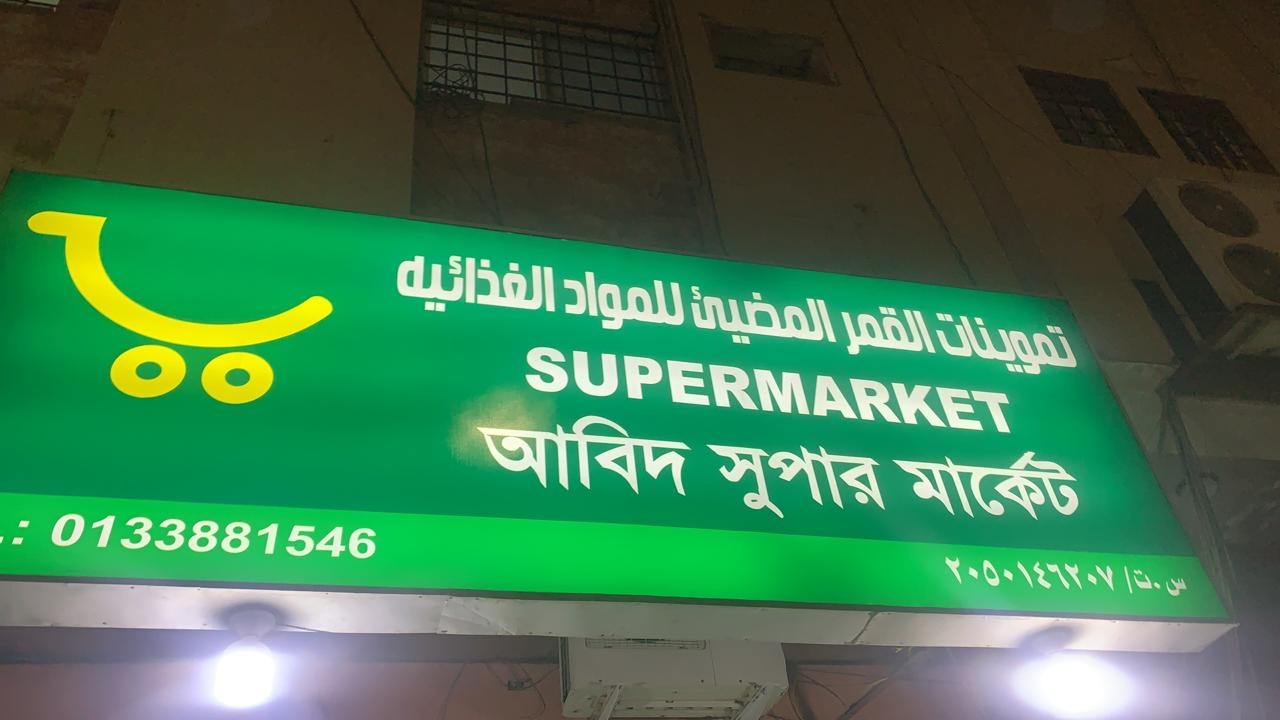 تموينات القمر المضيئ للمواد الغذائيه
SUPERMARKET
আবিদ সুপার মার্কেট
.: 0133881546
س.ت/ ٢٠٥٠١٤٦٢٠٧